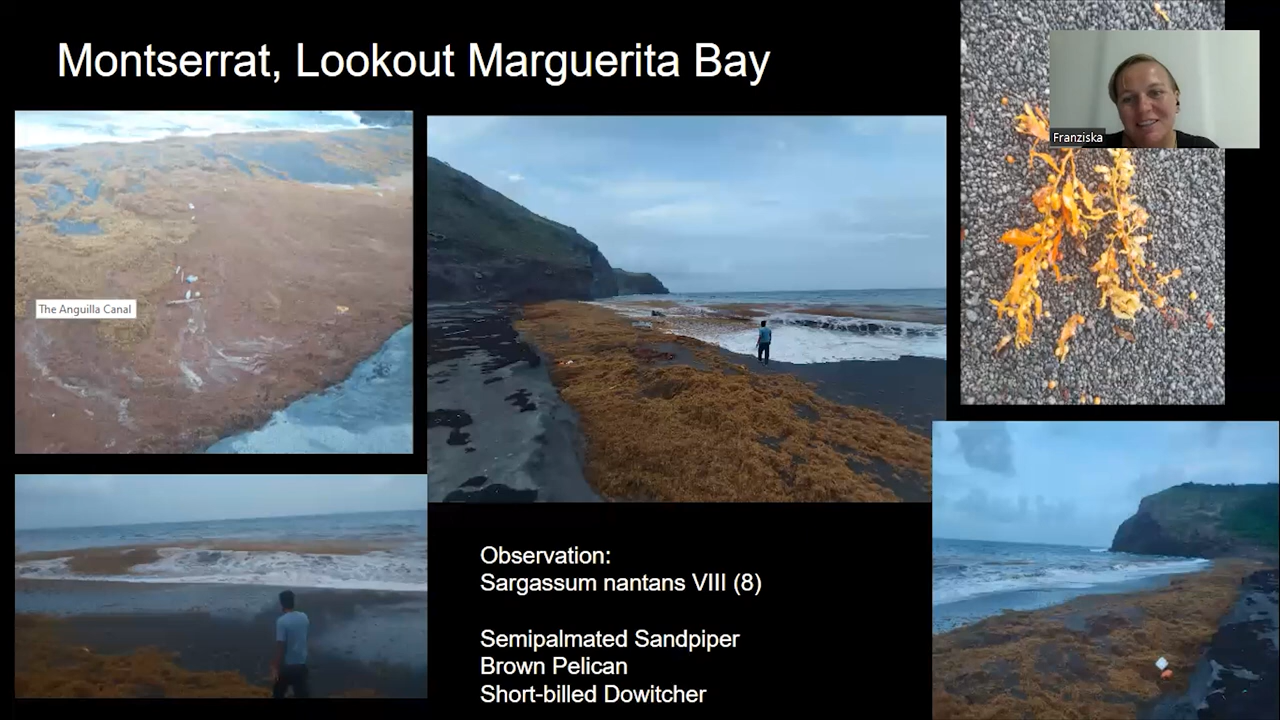 Montserrat, Lookout Marguerita Bay
Franziska
The Anguilla Canal
Observation:
Sargassum nantans VIII (8)
Semipalmated Sandpiper
Brown Pelican
Short-billed Dowitcher